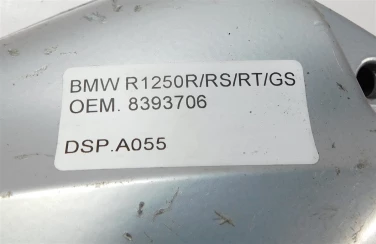 BMW R1250R/RS/RT/GS
OEM. 8393706
DSP.A055